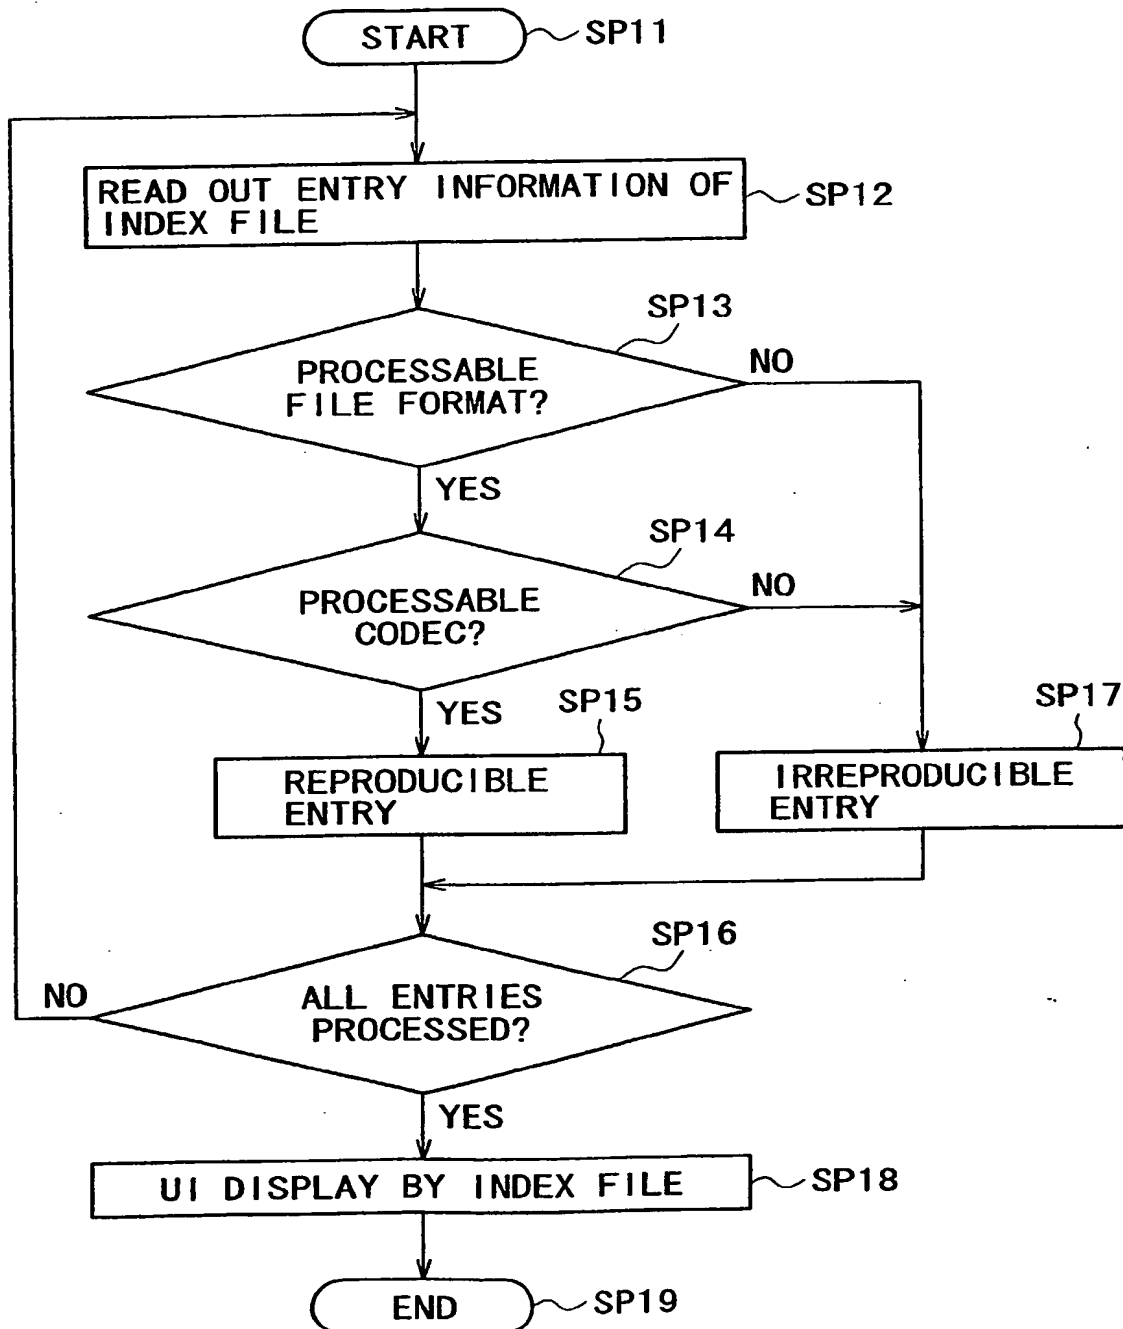 START
SP11
READ OUT ENTRY INFORMATION OF
INDEX FILE
SP12
SP13
PROCESSABLE
FILE FORMAT?
NO
YES
SP14
PROCESSABLE
CODEC?
NO
YES
SP15
REPRODUCIBLE
ENTRY
SP17
IRREPRODUCIBLE
ENTRY
SP16
ALL ENTRIES
PROCESSED?
NO
YES
UI DISPLAY BY INDEX FILE
SP18
END
SP19